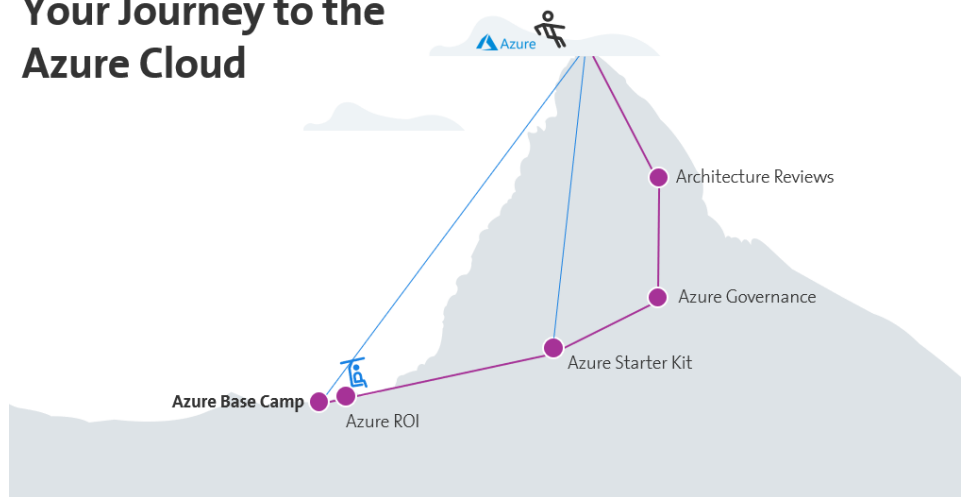 Your Journey to the
Azure Cloud
Azure
Architecture Reviews
Azure Governance
Azure Starter Kit
Azure Base Camp
Azure ROI